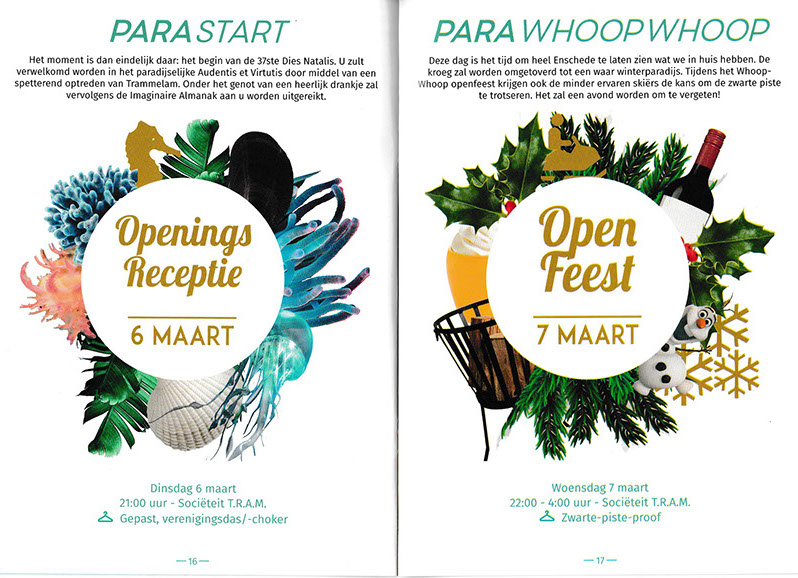 PARASTART
Het moment is dan eindelijk daar: het begin van de 37ste Dies Natalis. U zult
verwelkomd worden in het paradijselijke Audentis et Virtutis door middel van een
spetterend optreden van Trammelam. Onder het genot van een heerlijk drankje zal
vervolgens de Imaginaire Almanak aan u worden uitgereikt.
Openings
Receptie
6 MAART
Dinsdag 6 maart
21:00 uur - Sociëteit T.R.A.M.
Gepast, verenigingsdas/-choker
16
PARAWHOOPWHOOP
Deze dag is het tijd om heel Enschede te laten zien wat we in huis hebben. De
kroeg zal worden omgetoverd tot een waar winterparadijs. Tijdens het Whoop-
Whoop openfeest krijgen ook de minder ervaren skiërs de kans om de zwarte piste
te trotseren. Het zal een avond worden om te vergeten!
Open
Feest
7 MAART
Woensdag 7 maart
22:00 - 4:00 uur - Sociëteit T.R.A.M.
Zwarte-piste-proof
17